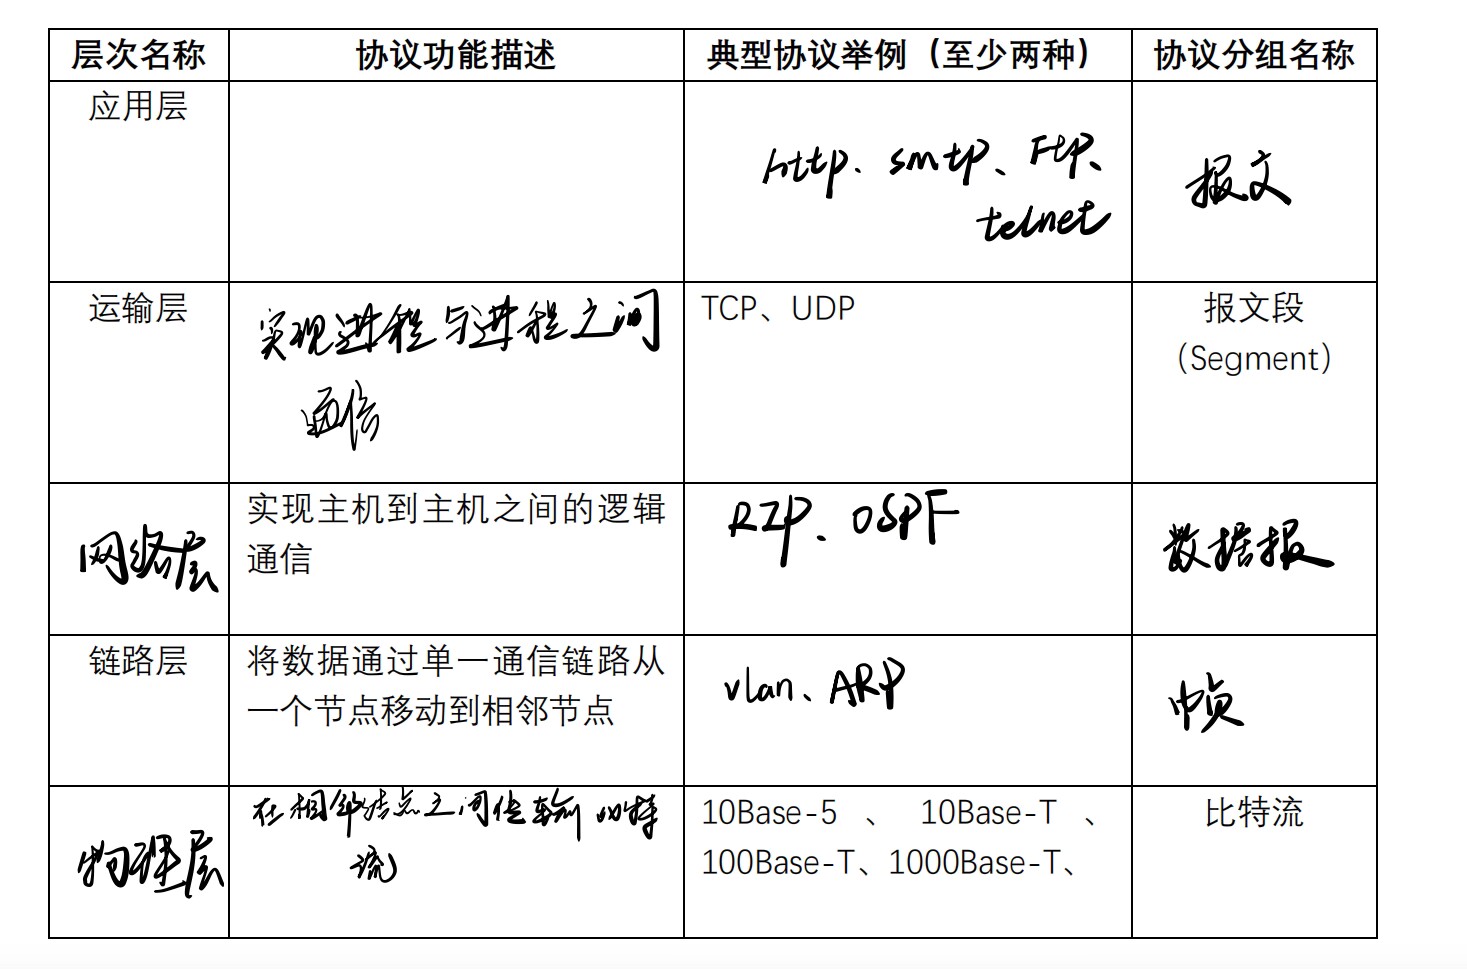 层次名称
协议功能描述
典型协议举例（至少两种）
协议分组名称
应用层
http、smtp、FtP、
telnet
报文
运输层
实现进程与进程之间
通信
TCP、UDP
报文段
（Segment）
网络层
实现主机到主机之间的逻辑
通信
RIP、OSPF
数据报
链路层
将数据通过单一通信链路从
一个节点移动到相邻节点
vlan、ARP
帧
物理层
在相邻结点之间传输比特
流
10Base-5 、 10Base-T 、
100Base-T、1000Base-T、
比特流